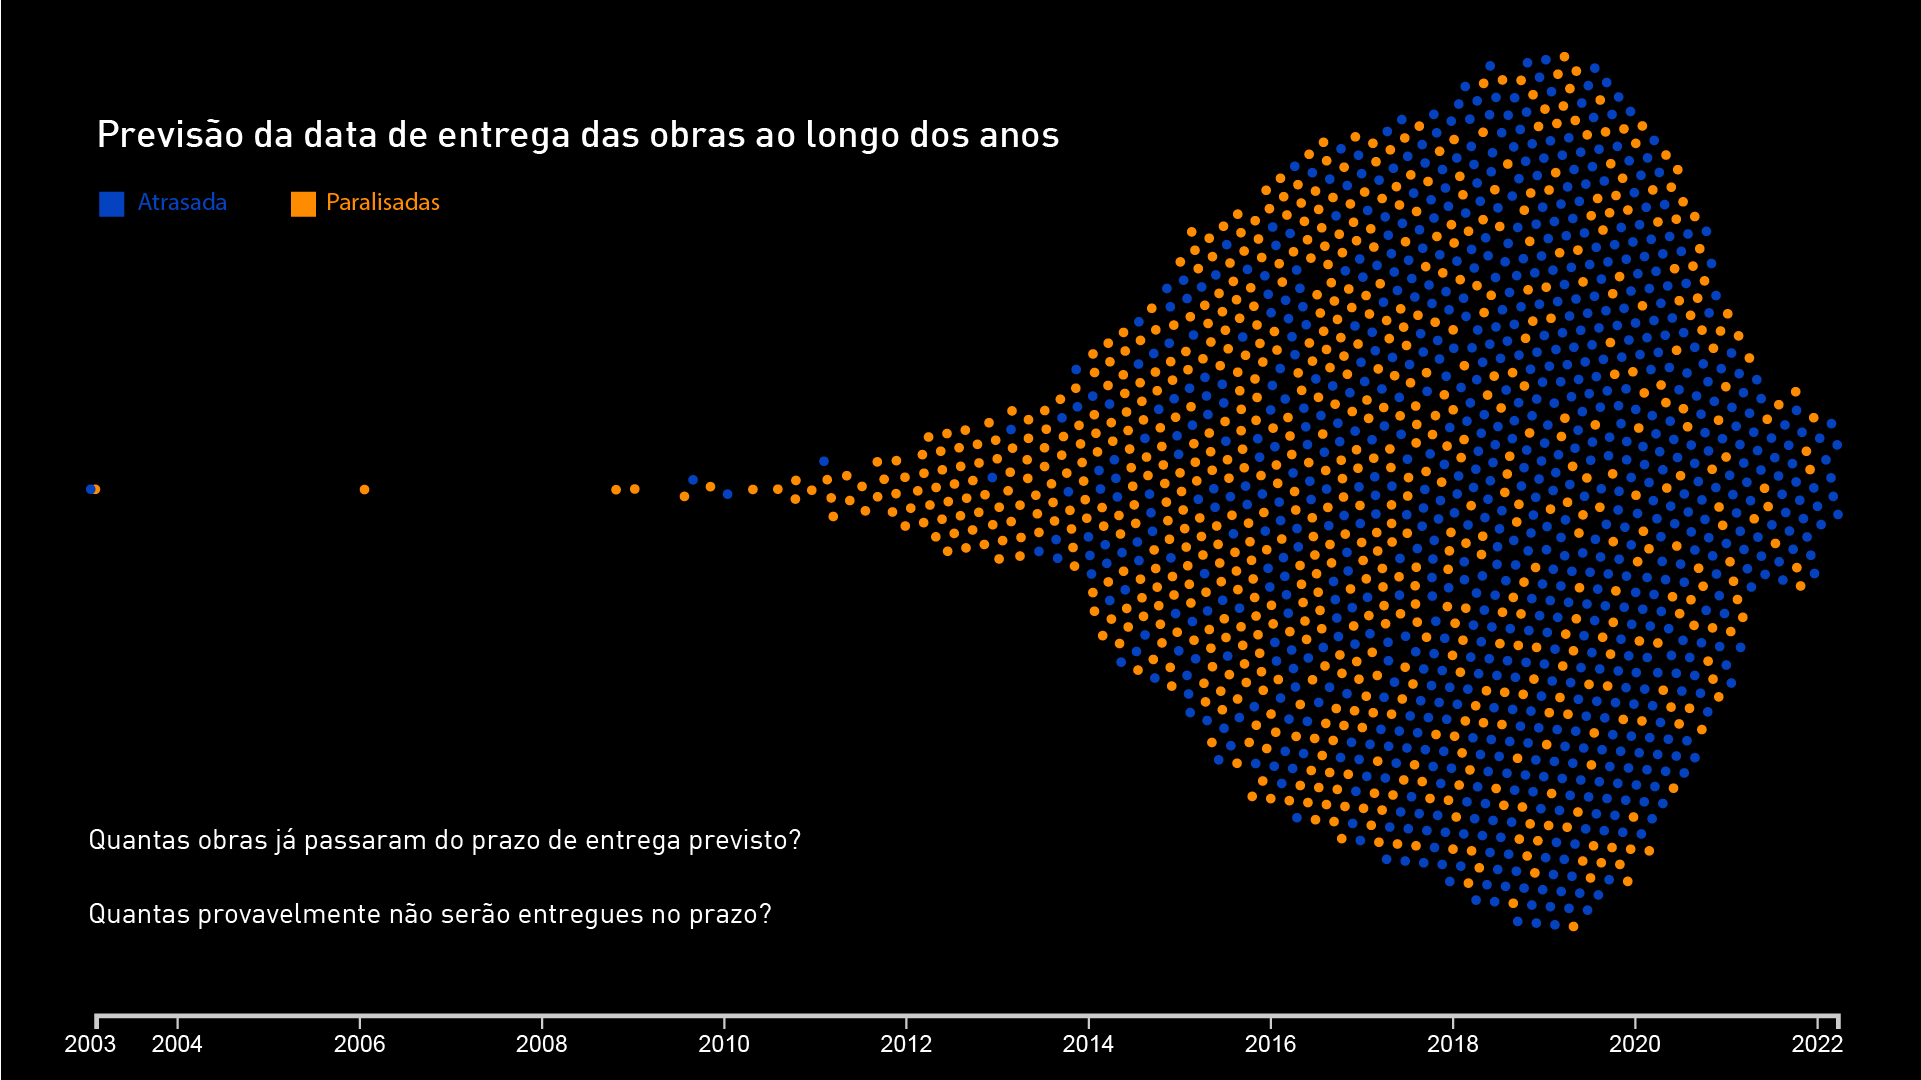 Previsão da data de entrega das obras ao longo dos anos
Atrasada Paralisadas
Quantas obras já passaram do prazo de entrega previsto?
Quantas provavelmente não serão entregues no prazo?
2003 2004 2006 2008 2010 2012 2014 2016 2018 2020 2022